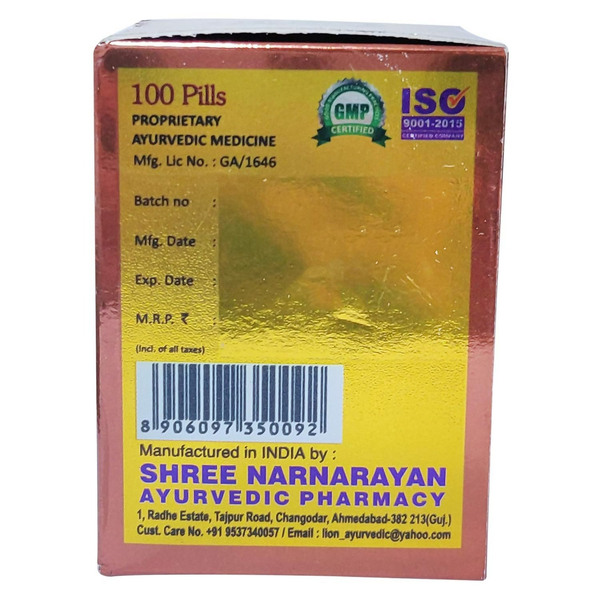 100 Pills
PROPRIETARY
AYURVEDIC MEDICINE
Mfg. Lic No. : GA/1646
GMP
CERTIFIED
ISO
9001-2015
CERTIFIED COMPANY
Batch no :
Mfg. Date :
Exp. Date :
M.R.P. ₹ :
(Incl. of all taxes)
8 906097 350092
Manufactured in INDIA by :
SHREE NARNARAYAN
AYURVEDIC PHARMACY
1, Radhe Estate, Tajpur Road, Changodar, Ahmedabad-382 213(Guj.)
Cust. Care No. +91 9537340057 / Email : lion_ayurvedic@yahoo.com